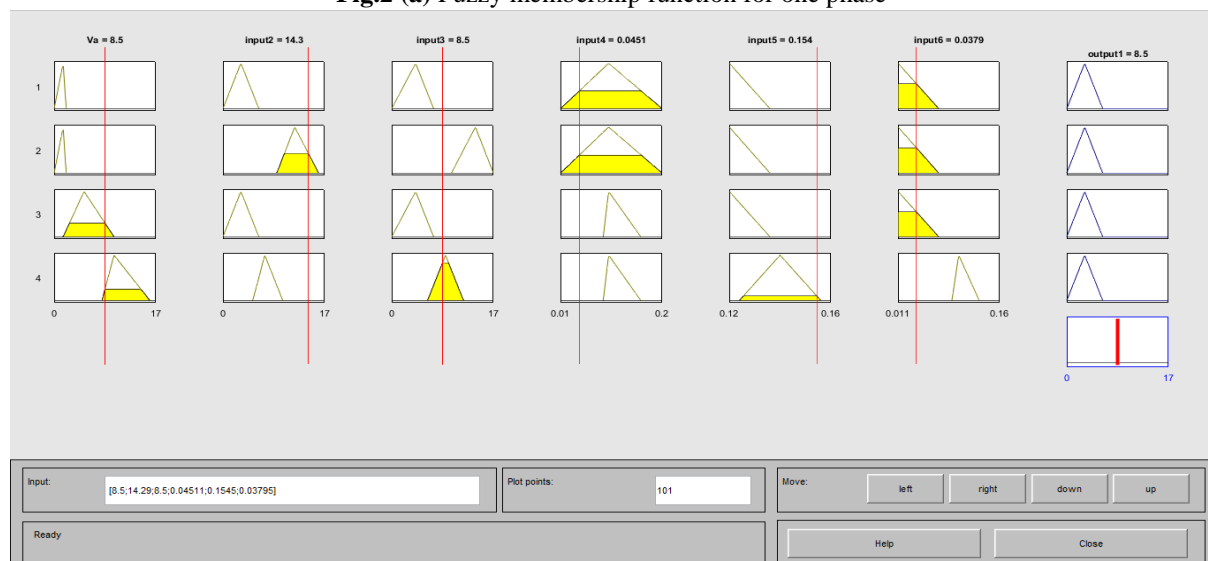 Fig.2 (a) Fuzzy membership function for one phase
Va = 8.5 input2 = 14.3 input3 = 8.5 input4 = 0.0451 input5 = 0.154 input6 = 0.0379 output1 = 8.5
1
2
3
4
0 17 0 17 0 17 0.01 0.2 0.12 0.16 0.011 0.16
0 17
Input: [8.5;14.29;8.5;0.04511;0.1545;0.03795] Plot points: 101 Move: left right down up
Ready Help Close